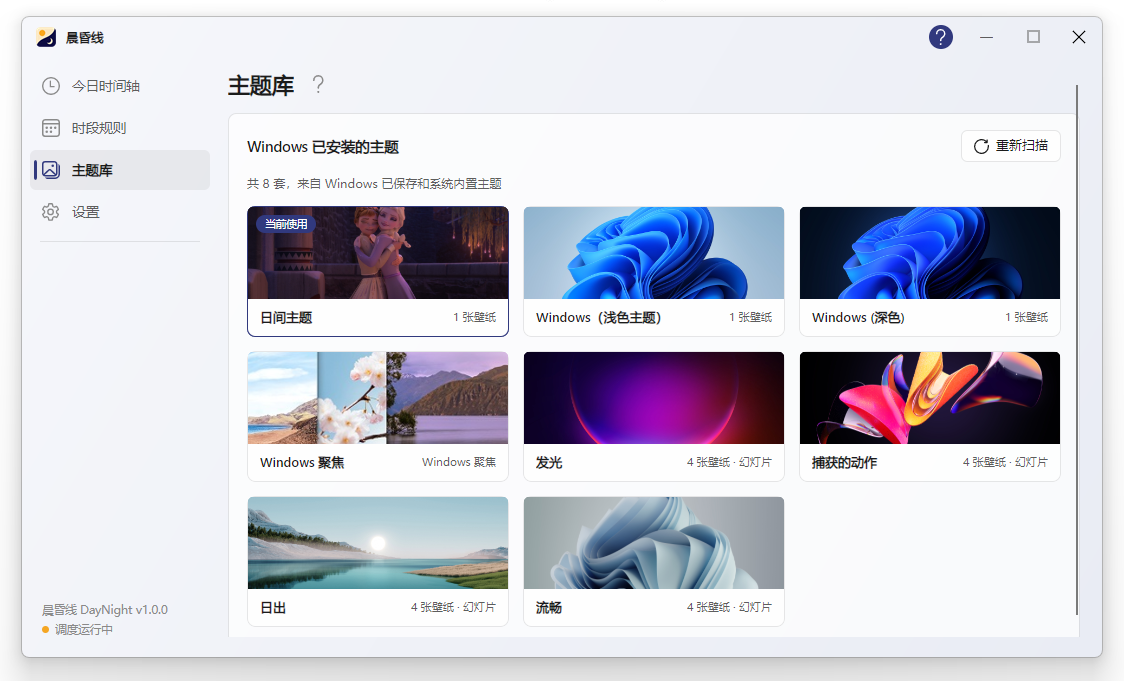 晨昏线
?
今日时间轴
时段规则
主题库
设置
主题库 ?
Windows 已安装的主题
重新扫描
共 8 套，来自 Windows 已保存和系统内置主题
当前使用
日间主题 1 张壁纸
Windows（浅色主题） 1 张壁纸
Windows (深色) 1 张壁纸
Windows 聚焦 Windows 聚焦
发光 4 张壁纸 · 幻灯片
捕获的动作 4 张壁纸 · 幻灯片
日出 4 张壁纸 · 幻灯片
流畅 4 张壁纸 · 幻灯片
晨昏线 DayNight v1.0.0
调度运行中